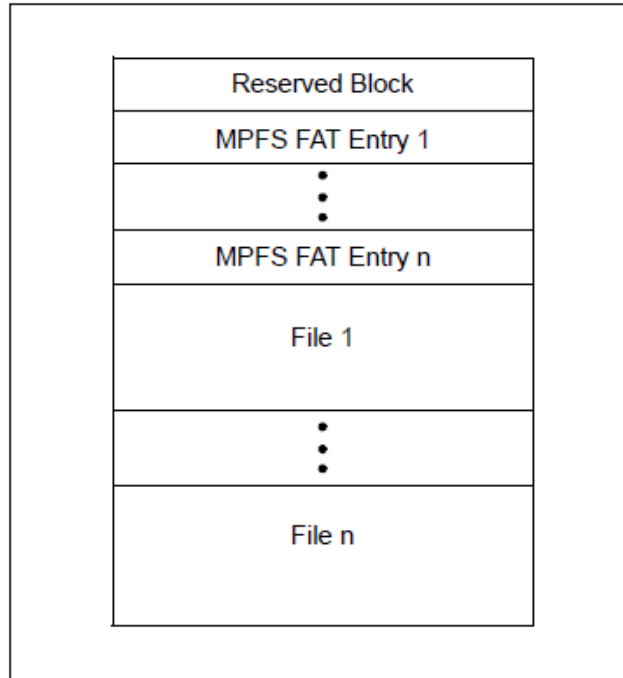 Reserved Block
MPFS FAT Entry 1
MPFS FAT Entry n
File 1
File n